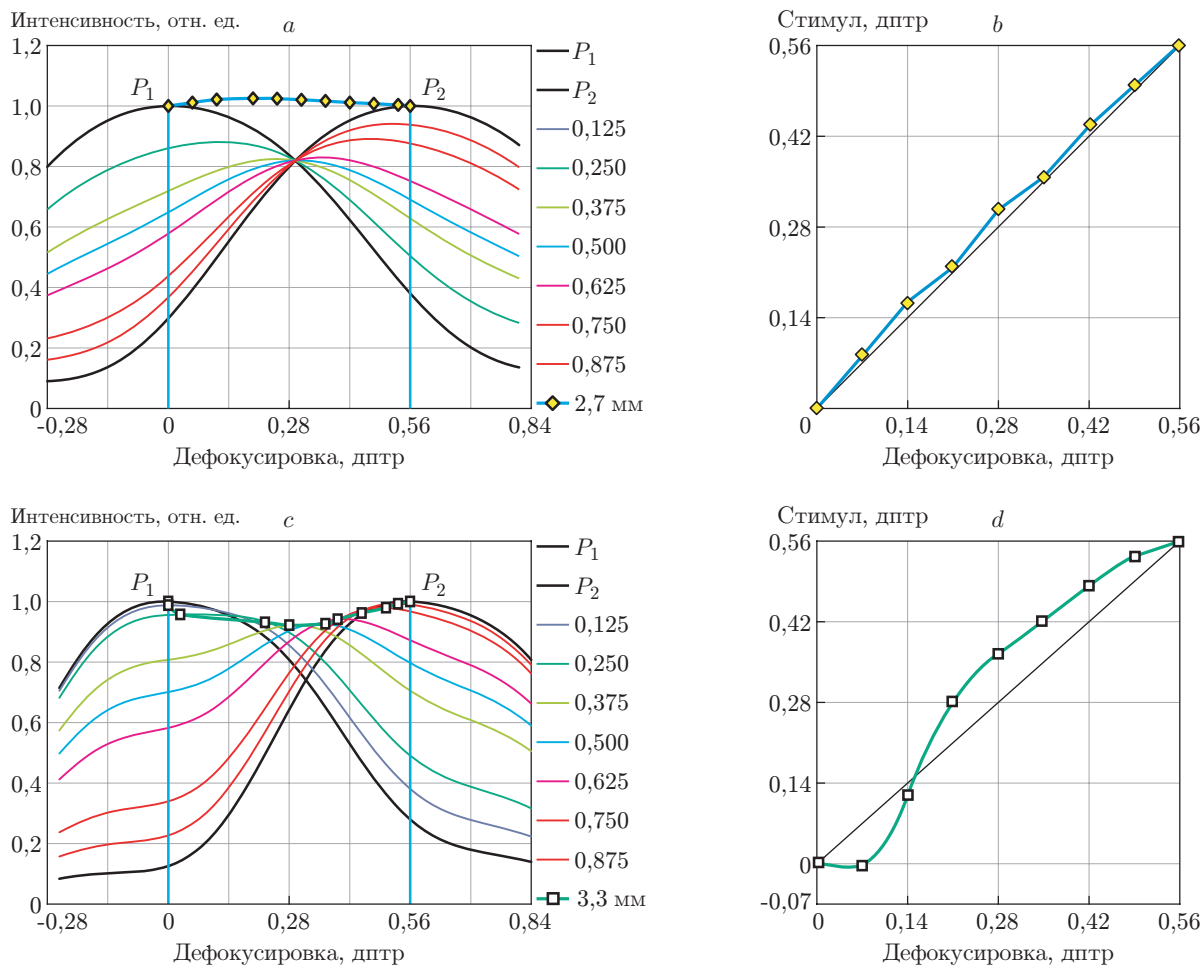 Интенсивность, отн. ед.
a
1,2
1,0
0,8
0,6
0,4
0,2
0
P1
P2
-0,28
0
0,28
0,56
0,84
Дефокусировка, дптр
P1
P2
0,125
0,250
0,375
0,500
0,625
0,750
0,875
2,7 мм
Стимул, дптр
b
0,56
0,42
0,28
0,14
0
0,14
0,28
0,42
0,56
Дефокусировка, дптр
Интенсивность, отн. ед.
c
1,2
1,0
0,8
0,6
0,4
0,2
0
P1
P2
-0,28
0
0,28
0,56
0,84
Дефокусировка, дптр
P1
P2
0,125
0,250
0,375
0,500
0,625
0,750
0,875
3,3 мм
Стимул, дптр
d
0,56
0,42
0,28
0,14
0
-0,07
0
0,14
0,28
0,42
0,56
Дефокусировка, дптр